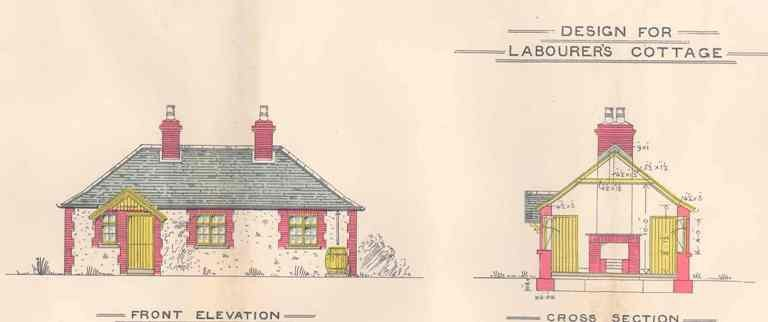 DESIGN FOR
LABOURER'S COTTAGE
FRONT ELEVATION
CROSS SECTION